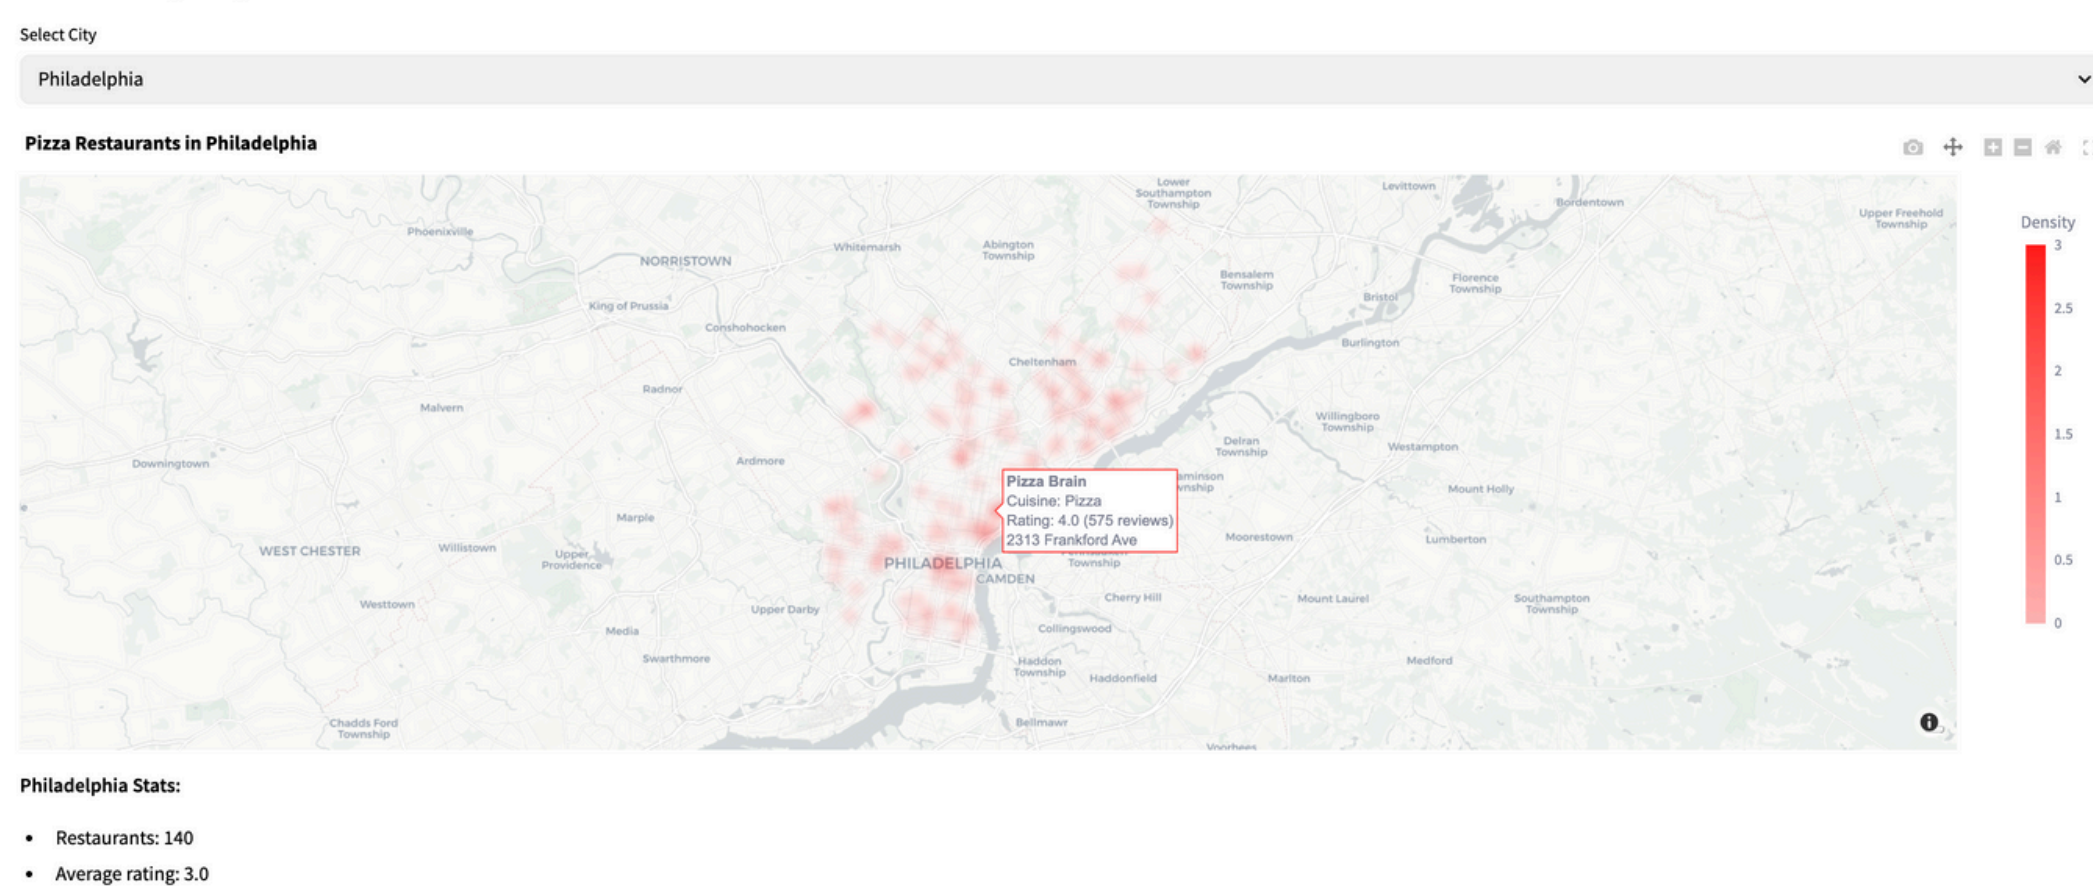 Select City
Philadelphia
Pizza Restaurants in Philadelphia
Lower
Southampton
Township
Levittown
Bordentown
Upper Freehold
Township
Phoenixville
Whitemarsh
Abington
Township
NORRISTOWN
Bensalem
Township
Florence
Township
King of Prussia
Bristol
Conshohocken
Burlington
Cheltenham
Radnor
Malvern
Willingboro
Township
Delran
Township
Westampton
Downingtown
Ardmore
Mount Holly
Marple
WEST CHESTER
Willistown
Upper
Providence
Moorestown
Lumberton
Township
PHILADELPHIA
CAMDEN
Westtown
Upper Darby
Cherry Hill
Mount Laurel
Southampton
Township
Media
Collingswood
Swarthmore
Haddon
Township
Haddonfield
Marlton
Medford
Chadds Ford
Township
Bellmawr
Voorhees
Pizza Brain
Cuisine: Pizza
Rating: 4.0 (575 reviews)
2313 Frankford Ave
Density
3
2.5
2
1.5
1
0.5
0
Philadelphia Stats:
• Restaurants: 140
• Average rating: 3.0